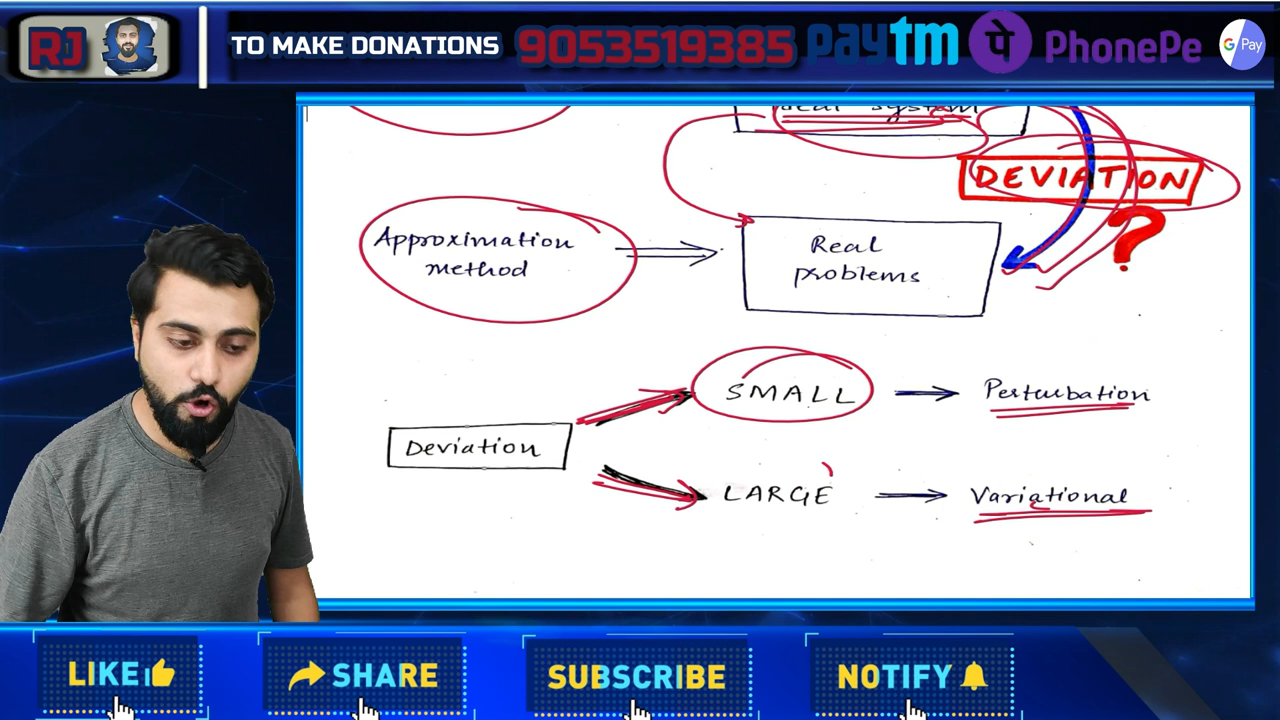 RJ TO MAKE DONATIONS 9053519385 paytm पे PhonePe G Pay
system
DEVIATION
?
Approximation
method
Real
problems
SMALL
Perturbation
Deviation
LARGE
Variational
LIKE SHARE SUBSCRIBE NOTIFY